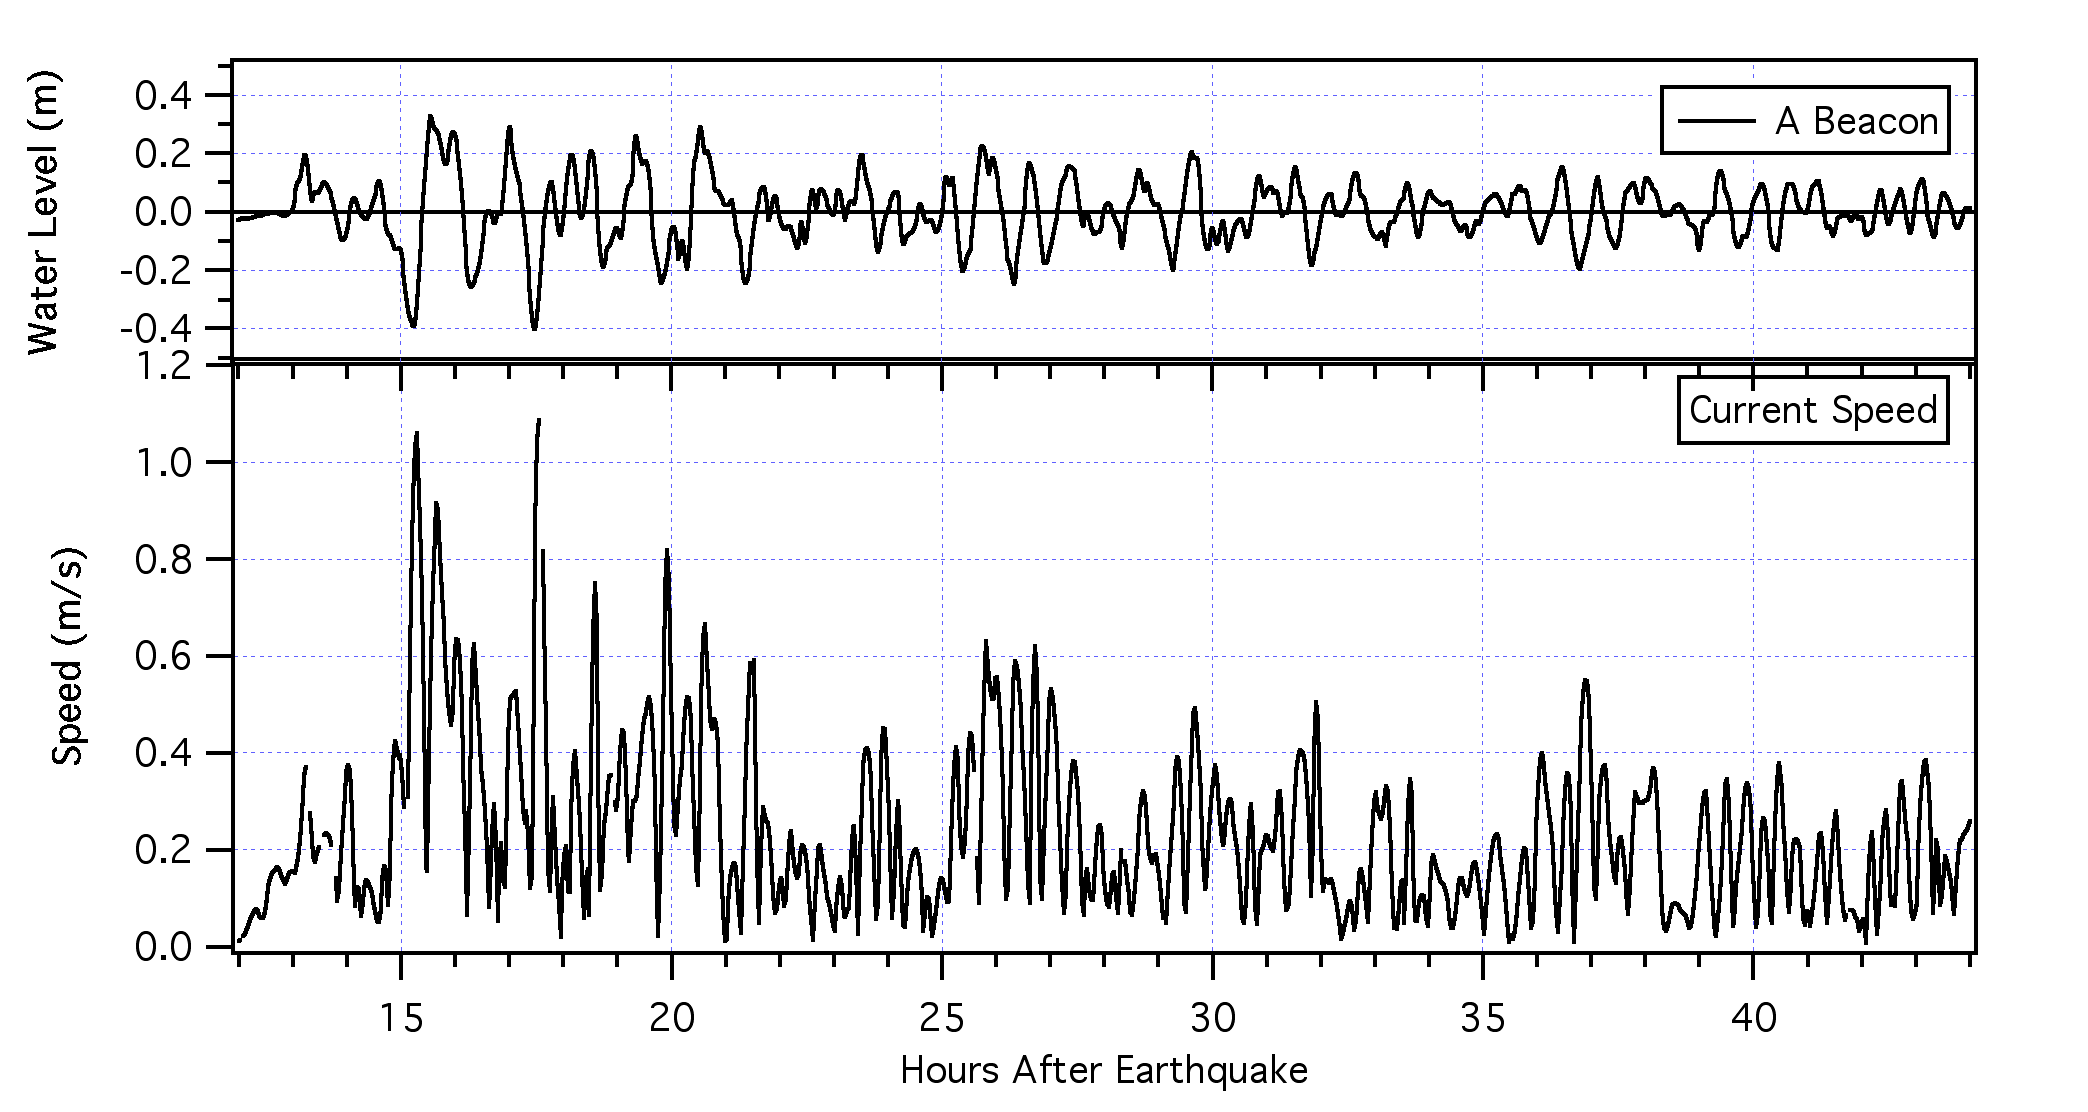 Water Level (m)
0.4
0.2
0.0
-0.2
-0.4
A Beacon
Speed (m/s)
1.2
1.0
0.8
0.6
0.4
0.2
0.0
Current Speed
15 20 25 30 35 40
Hours After Earthquake